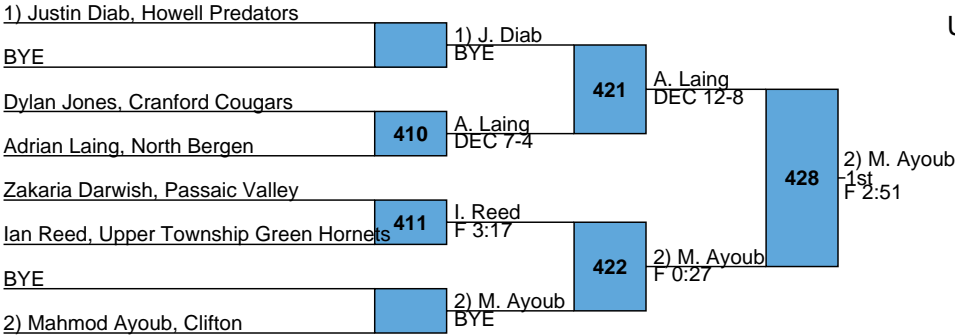 1) Justin Diab, Howell Predators
BYE
Dylan Jones, Cranford Cougars
Adrian Laing, North Bergen
Zakaria Darwish, Passaic Valley
Ian Reed, Upper Township Green Hornets
BYE
2) Mahmod Ayoub, Clifton
410
411
1) J. Diab
BYE
A. Laing
DEC 7-4
I. Reed
F 3:17
2) M. Ayoub
BYE
421
422
A. Laing
DEC 12-8
2) M. Ayoub
F 0:27
428
2) M. Ayoub
1st
F 2:51
U